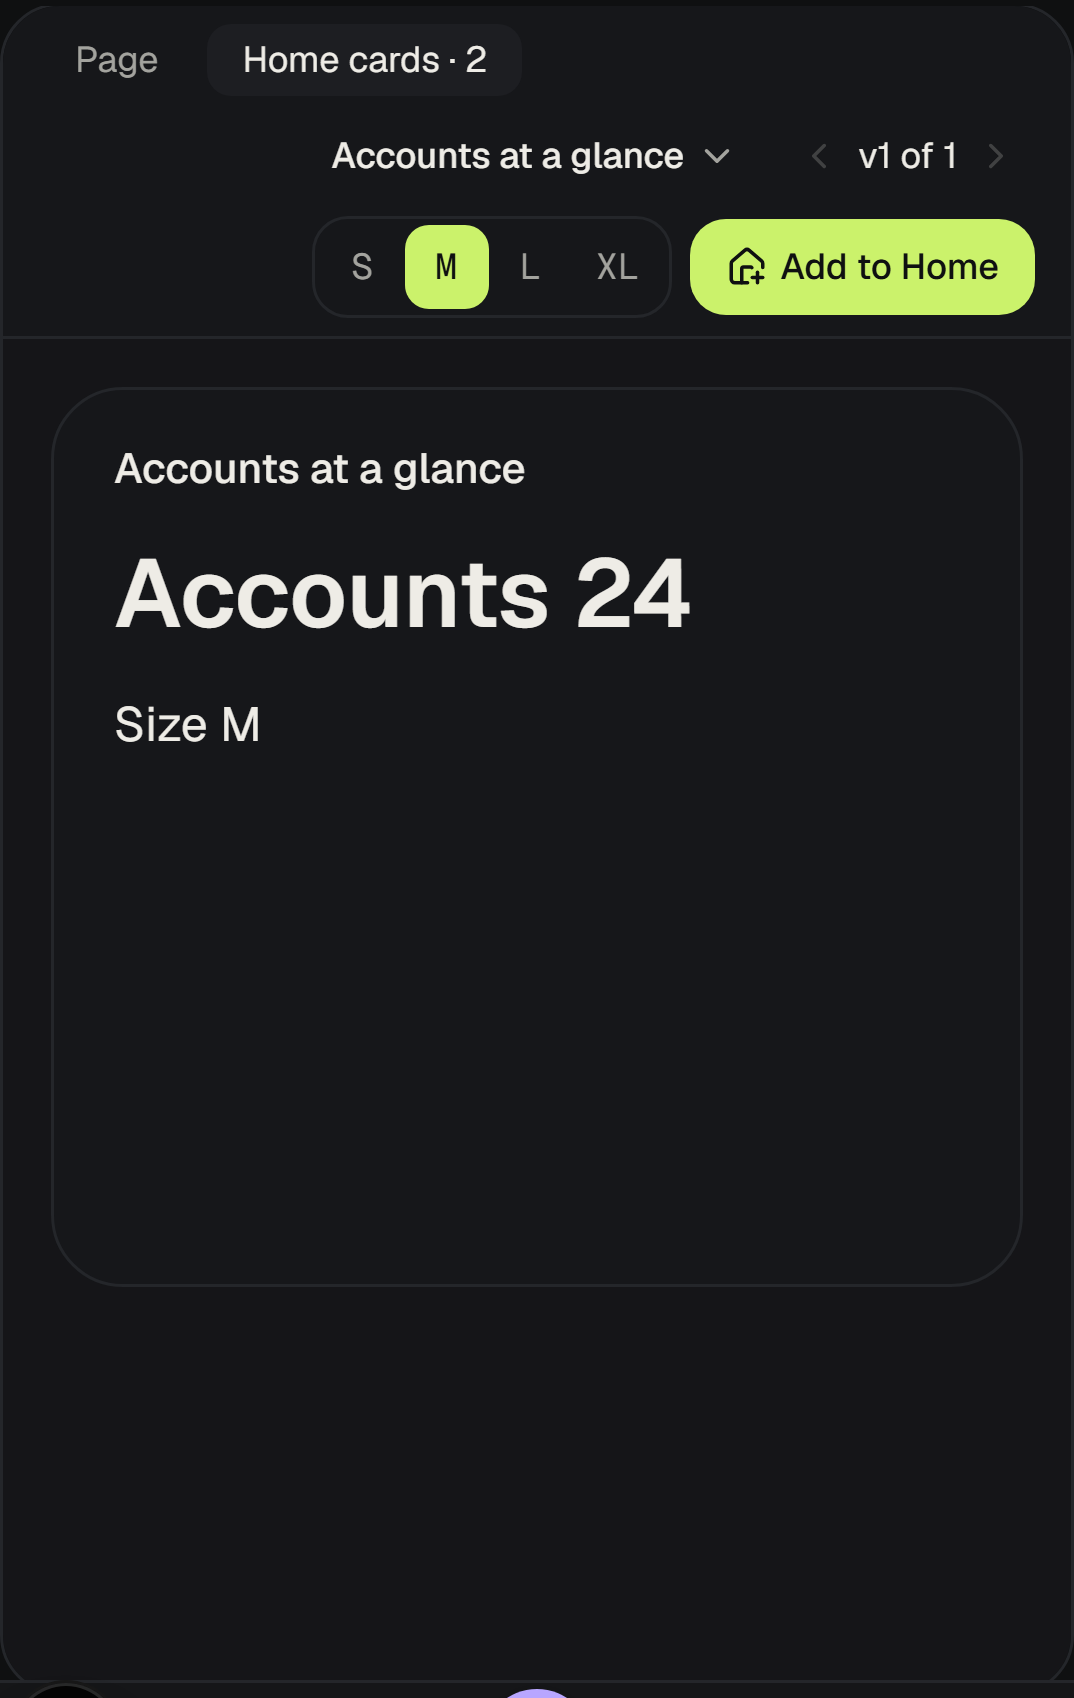 Page Home cards · 2
Accounts at a glance v1 of 1
S M L XL Add to Home
Accounts at a glance
Accounts 24
Size M